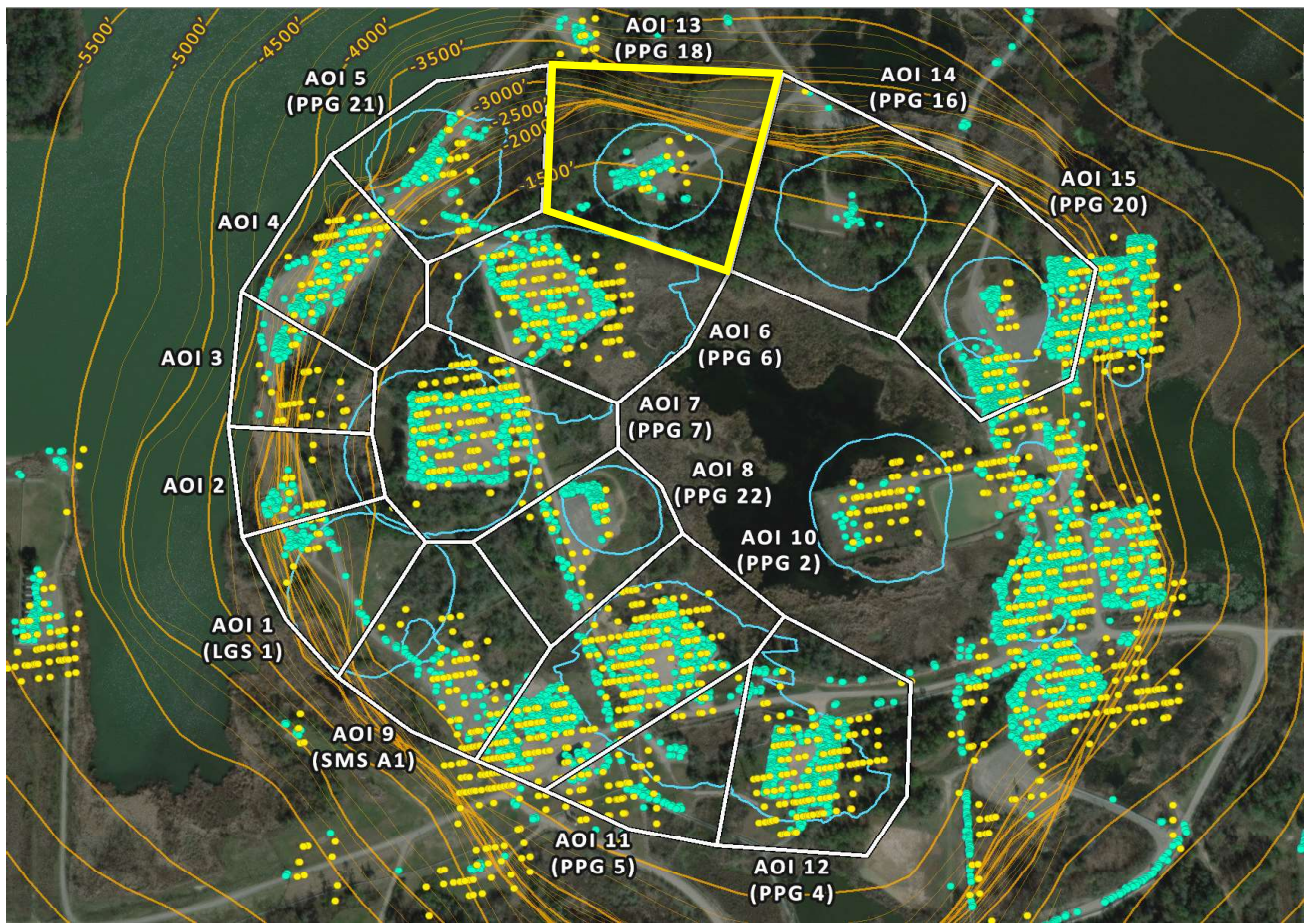 -5500'
-5000'
-4500'
-4000'
-3500'
-3000'
-2500'
-2000'
-1500'
AOI 13
(PPG 18)
AOI 5
(PPG 21)
AOI 14
(PPG 16)
AOI 15
(PPG 20)
AOI 4
AOI 3
AOI 6
(PPG 6)
AOI 7
(PPG 7)
AOI 2
AOI 8
(PPG 22)
AOI 10
(PPG 2)
AOI 1
(LGS 1)
AOI 9
(SMS A1)
AOI 11
(PPG 5)
AOI 12
(PPG 4)